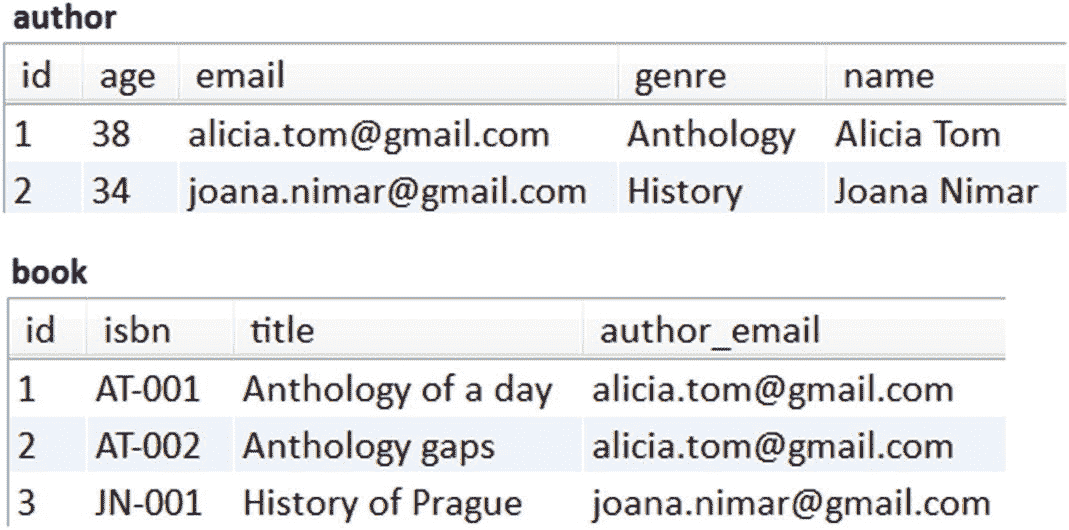 author
id age email genre name
1 38 alicia.tom@gmail.com Anthology Alicia Tom
2 34 joana.nimar@gmail.com History Joana Nimar
book
id isbn title author_email
1 AT-001 Anthology of a day alicia.tom@gmail.com
2 AT-002 Anthology gaps alicia.tom@gmail.com
3 JN-001 History of Prague joana.nimar@gmail.com